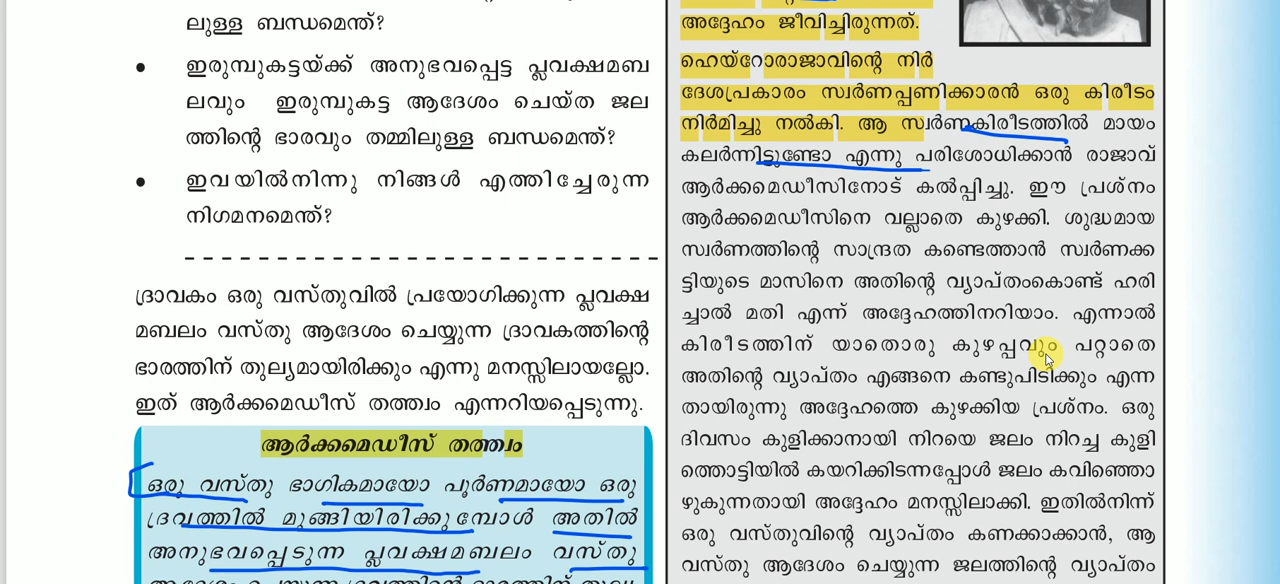 ലുള്ള ബന്ധമെന്ത്?
• ഇരുമ്പുകട്ടയ്ക്ക് അനുഭവപ്പെട്ട പ്ലവക്ഷമബ
ലവും ഇരുമ്പുകട്ട ആദേശം ചെയ്ത ജല
ത്തിന്റെ ഭാരവും തമ്മിലുള്ള ബന്ധമെന്ത്?
• ഇവയിൽനിന്നു നിങ്ങൾ എത്തിച്ചേരുന്ന
നിഗമനമെന്ത്?
ദ്രാവകം ഒരു വസ്തുവിൽ പ്രയോഗിക്കുന്ന പ്ലവക്ഷ
മബലം വസ്തു ആദേശം ചെയ്യുന്ന ദ്രാവകത്തിന്റെ
ഭാരത്തിന് തുല്യമായിരിക്കും എന്നു മനസ്സിലായല്ലോ.
ഇത് ആർക്കമെഡീസ് തത്ത്വം എന്നറിയപ്പെടുന്നു.
ആർക്കമെഡീസ് തത്ത്വം
ഒരു വസ്തു ഭാഗികമായോ പൂർണമായോ ഒരു
ദ്രവത്തിൽ മുങ്ങിയിരിക്കുമ്പോൾ അതിൽ
അനുഭവപ്പെടുന്ന പ്ലവക്ഷമബലം വസ്തു
അദ്ദേഹം ജീവിച്ചിരുന്നത്.
ഹെയ്റോരാജാവിന്റെ നിർ
ദേശപ്രകാരം സ്വർണപ്പണിക്കാരൻ ഒരു കിരീടം
നിർമിച്ചു നൽകി. ആ സ്വർണകിരീടത്തിൽ മായം
കലർന്നിട്ടുണ്ടോ എന്നു പരിശോധിക്കാൻ രാജാവ്
ആർക്കമെഡീസിനോട് കൽപ്പിച്ചു. ഈ പ്രശ്നം
ആർക്കമെഡീസിനെ വല്ലാതെ കുഴക്കി. ശുദ്ധമായ
സ്വർണത്തിന്റെ സാന്ദ്രത കണ്ടെത്താൻ സ്വർണക്ക
ട്ടിയുടെ മാസിനെ അതിന്റെ വ്യാപ്തംകൊണ്ട് ഹരി
ച്ചാൽ മതി എന്ന് അദ്ദേഹത്തിനറിയാം. എന്നാൽ
കിരീടത്തിന് യാതൊരു കുഴപ്പവും പറ്റാതെ
അതിന്റെ വ്യാപ്തം എങ്ങനെ കണ്ടുപിടിക്കും എന്ന
തായിരുന്നു അദ്ദേഹത്തെ കുഴക്കിയ പ്രശ്നം. ഒരു
ദിവസം കുളിക്കാനായി നിറയെ ജലം നിറച്ച കുളി
ത്തൊട്ടിയിൽ കയറിക്കിടന്നപ്പോൾ ജലം കവിഞ്ഞൊ
ഴുകുന്നതായി അദ്ദേഹം മനസ്സിലാക്കി. ഇതിൽനിന്ന്
ഒരു വസ്തുവിന്റെ വ്യാപ്തം കണക്കാക്കാൻ, ആ
വസ്തു ആദേശം ചെയ്യുന്ന ജലത്തിന്റെ വ്യാപ്തം